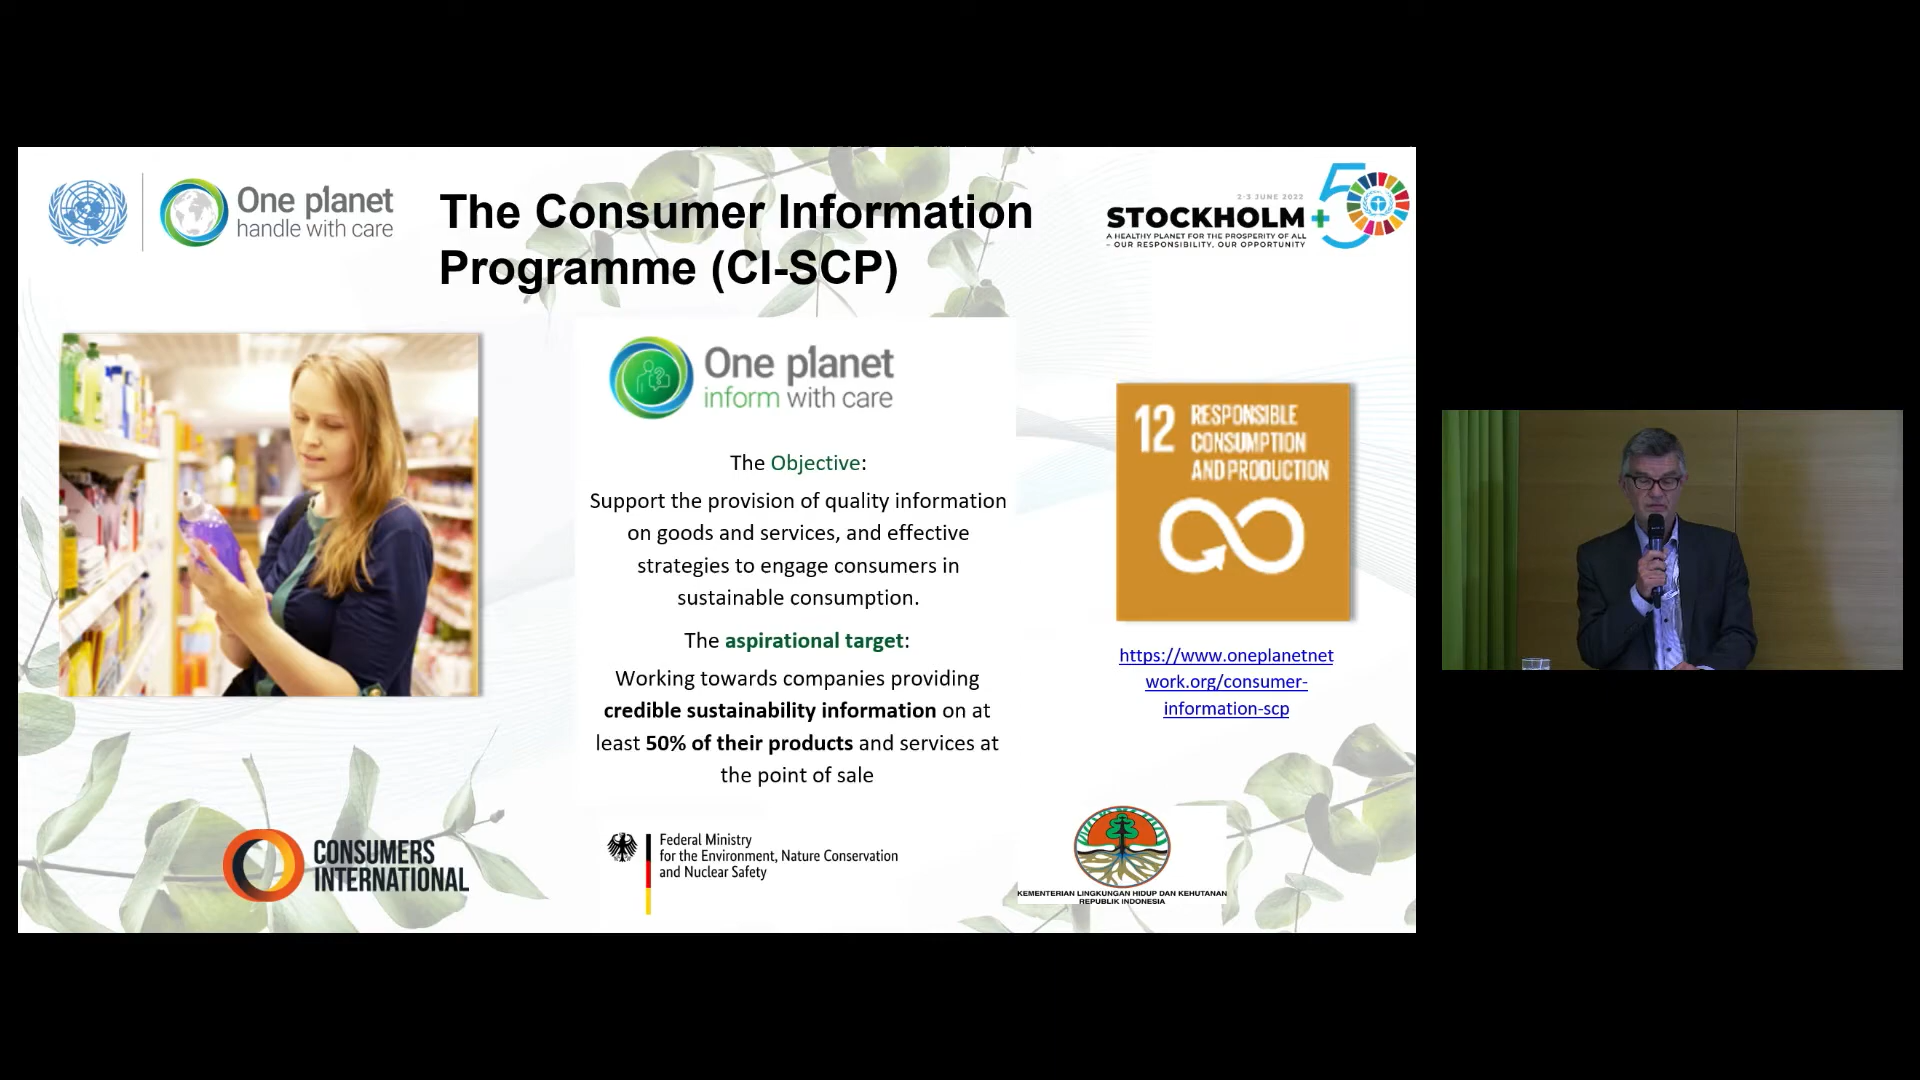 One planet
handle with care
The Consumer Information
Programme (CI-SCP)
2-3 JUNE 2022
STOCKHOLM+50
A HEALTHY PLANET FOR THE PROSPERITY OF ALL
– OUR RESPONSIBILITY, OUR OPPORTUNITY
One planet
inform with care
The Objective:
Support the provision of quality information
on goods and services, and effective
strategies to engage consumers in
sustainable consumption.
The aspirational target:
Working towards companies providing
credible sustainability information on at
least 50% of their products and services at
the point of sale
12 RESPONSIBLE
CONSUMPTION
AND PRODUCTION
https://www.oneplanetnet
work.org/consumer-
information-scp
CONSUMERS
INTERNATIONAL
Federal Ministry
for the Environment, Nature Conservation
and Nuclear Safety
KEMENTERIAN LINGKUNGAN HIDUP DAN KEHUTANAN
REPUBLIK INDONESIA